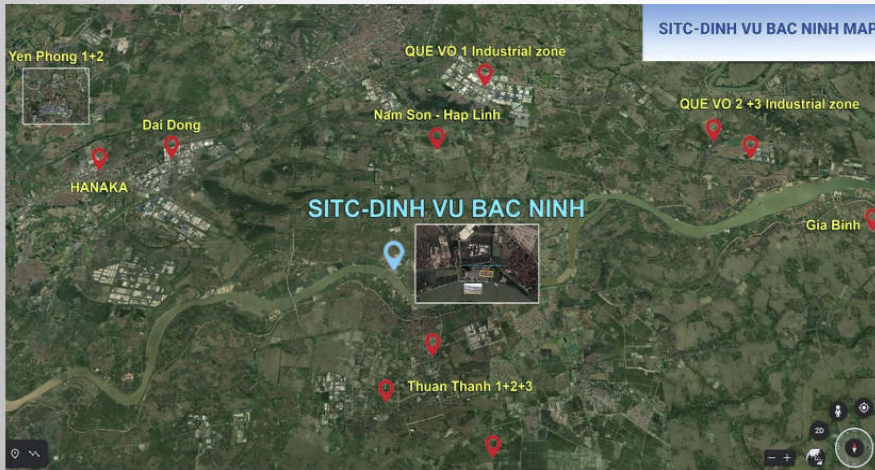 SITC-DINH VU BAC NINH MAP
Yen Phong 1+2
QUE VO 1 Industrial zone
QUE VO 2 +3 Industrial zone
Nam Son - Hap Linh
Dai Dong
HANAKA
SITC-DINH VU BAC NINH
Gia Binh
Thuan Thanh 1+2+3
2D